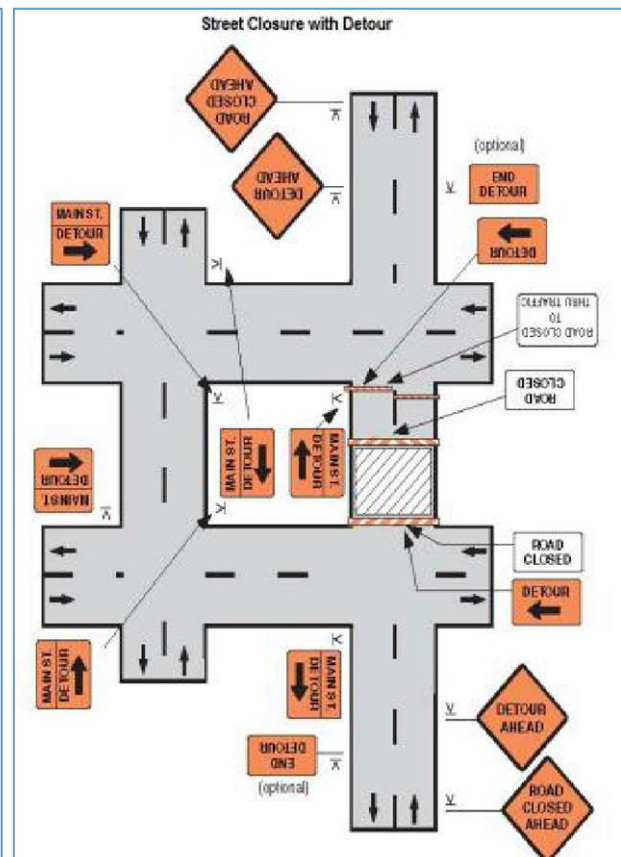 Street Closure with Detour
ROAD
CLOSED
AHEAD
DETOUR
AHEAD
(optional)
END
DETOUR
MAIN ST.
DETOUR
DETOUR
ROAD CLOSED
TO
THRU TRAFFIC
ROAD
CLOSED
MAIN ST.
DETOUR
MAIN ST.
DETOUR
MAIN ST.
DETOUR
ROAD
CLOSED
DETOUR
MAIN ST.
DETOUR
MAIN ST.
DETOUR
DETOUR
AHEAD
END
DETOUR
(optional)
ROAD
CLOSED
AHEAD